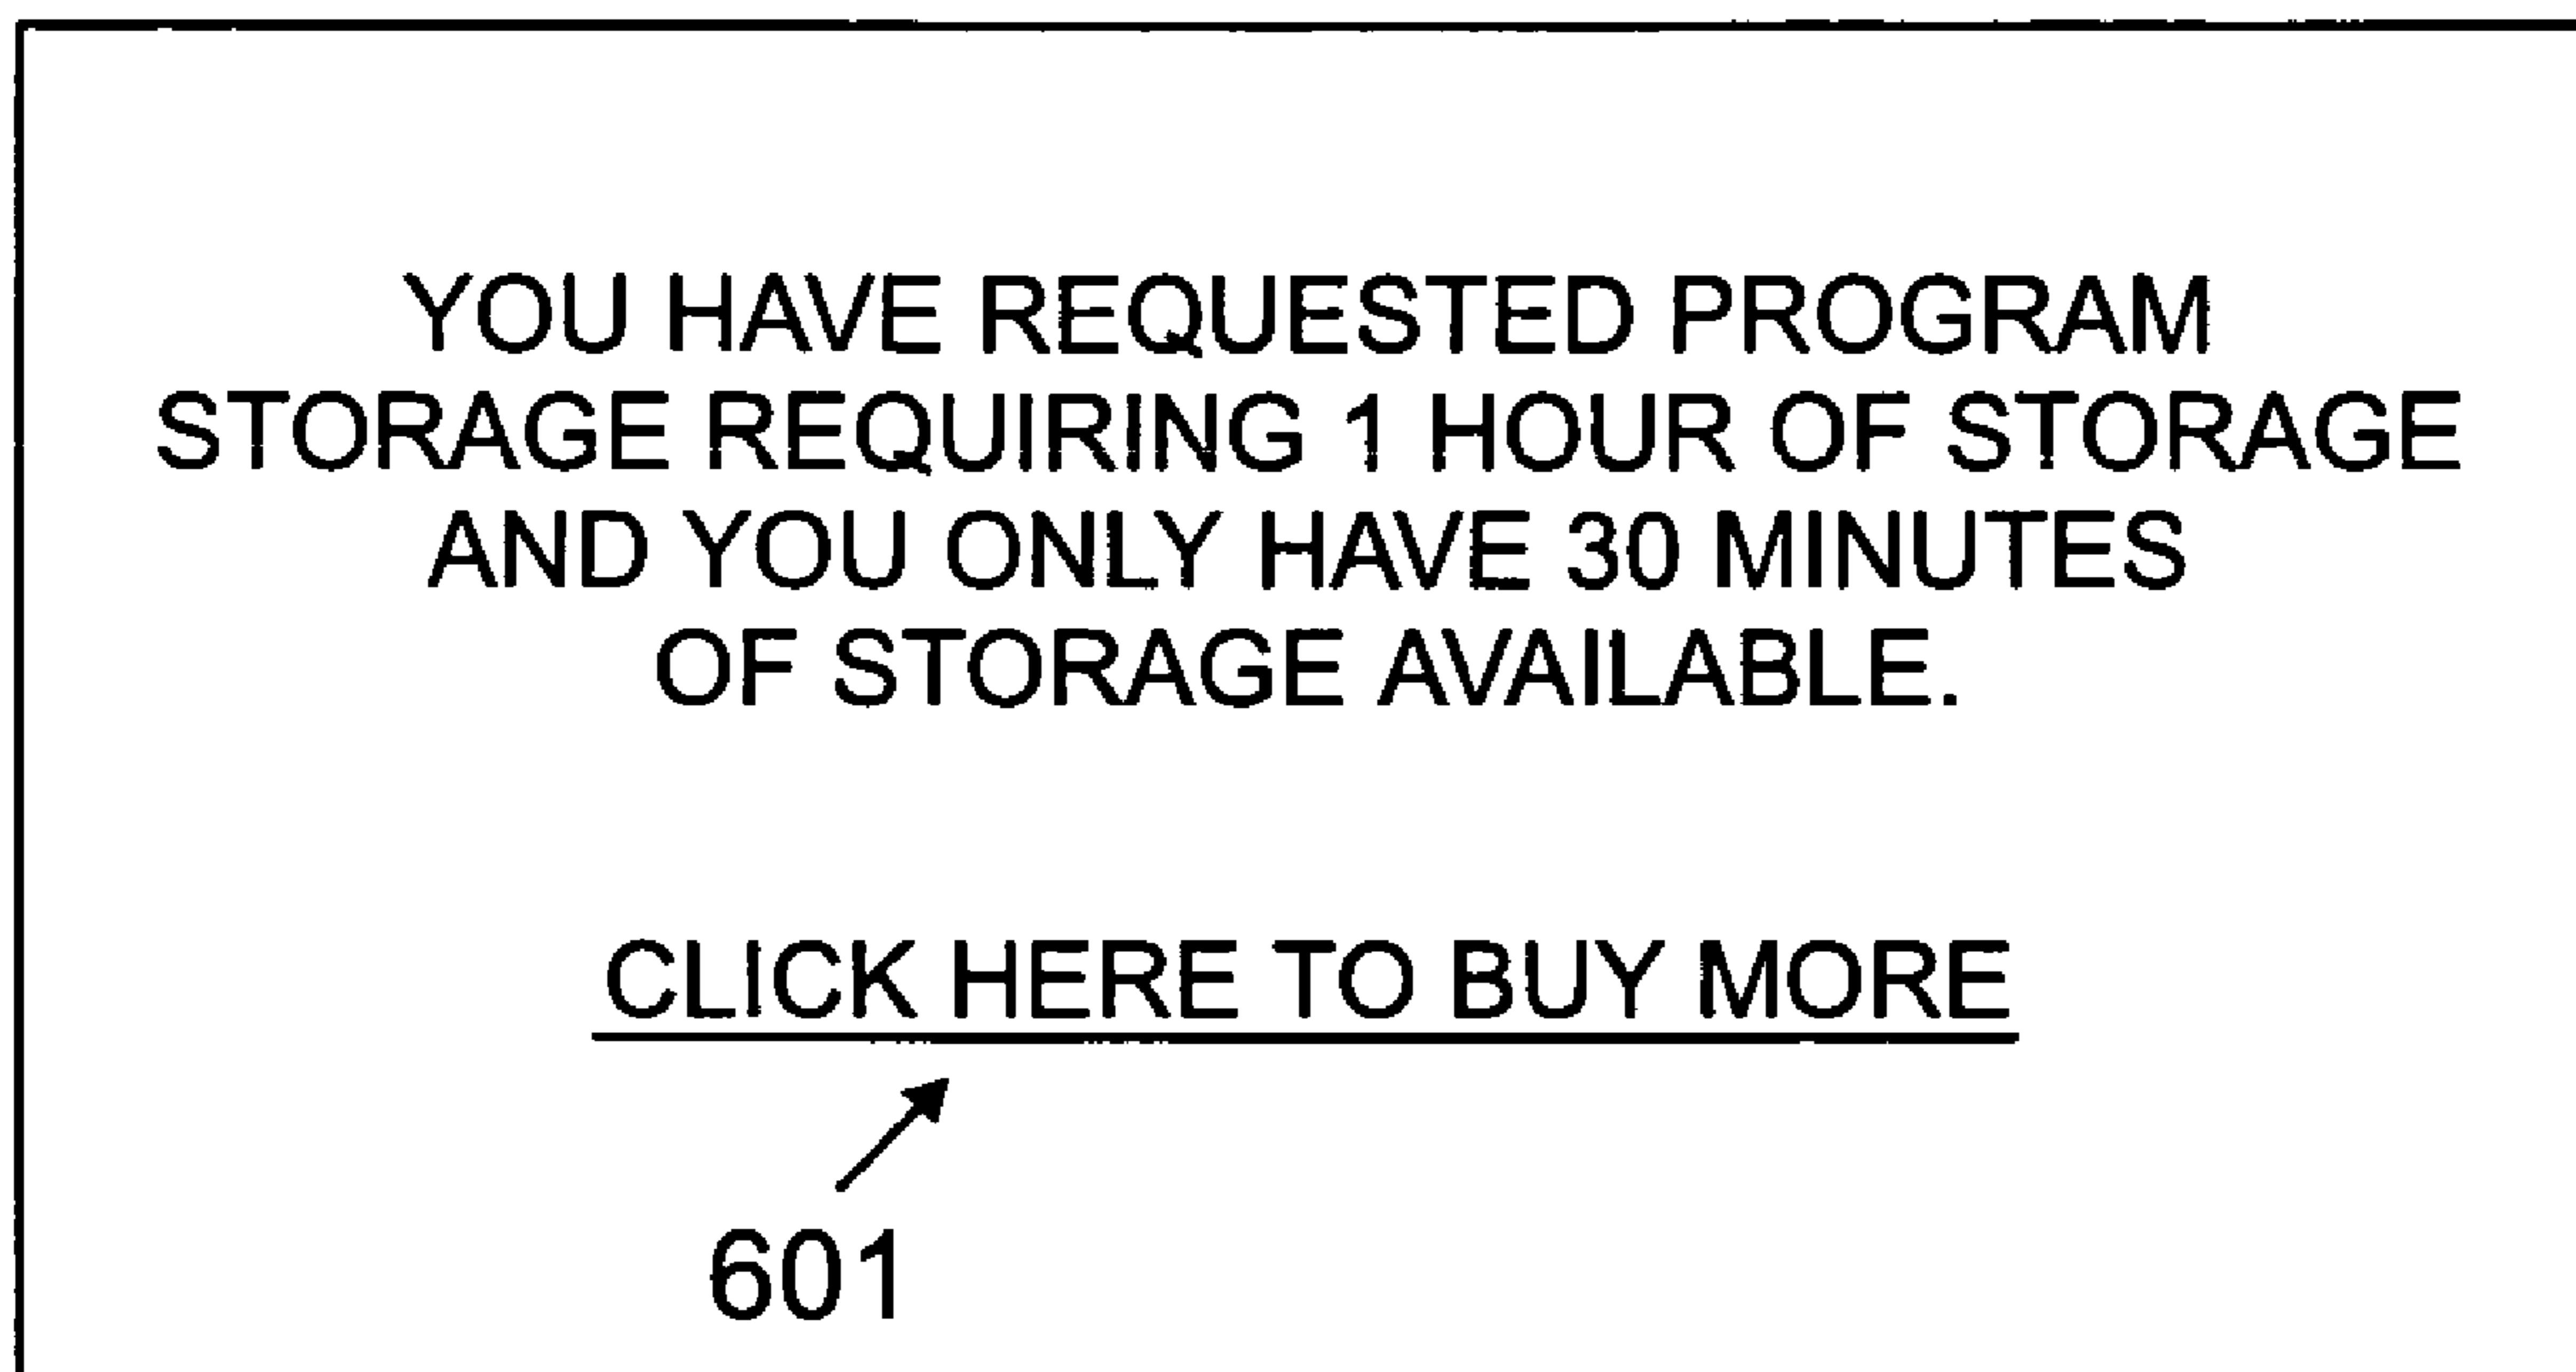 YOU HAVE REQUESTED PROGRAM
STORAGE REQUIRING 1 HOUR OF STORAGE
AND YOU ONLY HAVE 30 MINUTES
OF STORAGE AVAILABLE.
CLICK HERE TO BUY MORE
601